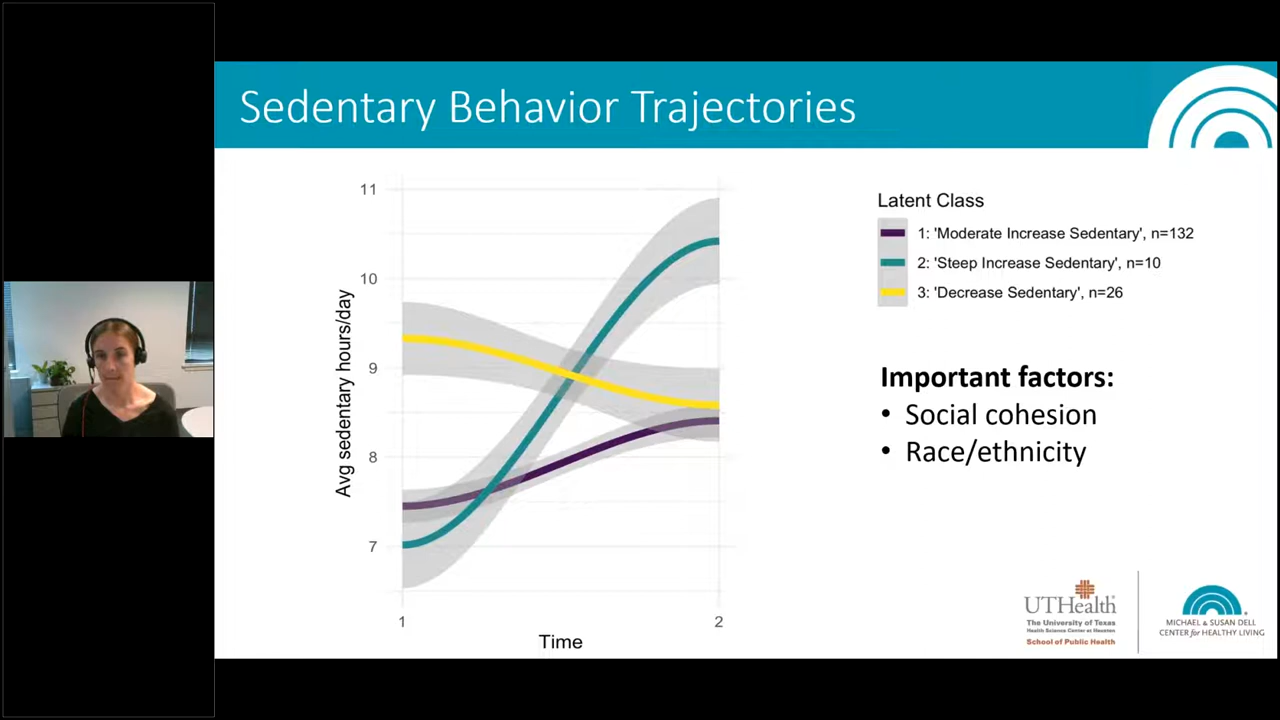 Sedentary Behavior Trajectories
11
10
9
8
7
Avg sedentary hours/day
1
2
Time
Latent Class
1: 'Moderate Increase Sedentary', n=132
2: 'Steep Increase Sedentary', n=10
3: 'Decrease Sedentary', n=26
Important factors:
• Social cohesion
• Race/ethnicity
UTHealth
The University of Texas
Health Science Center at Houston
School of Public Health
MICHAEL & SUSAN DELL
CENTER for HEALTHY LIVING